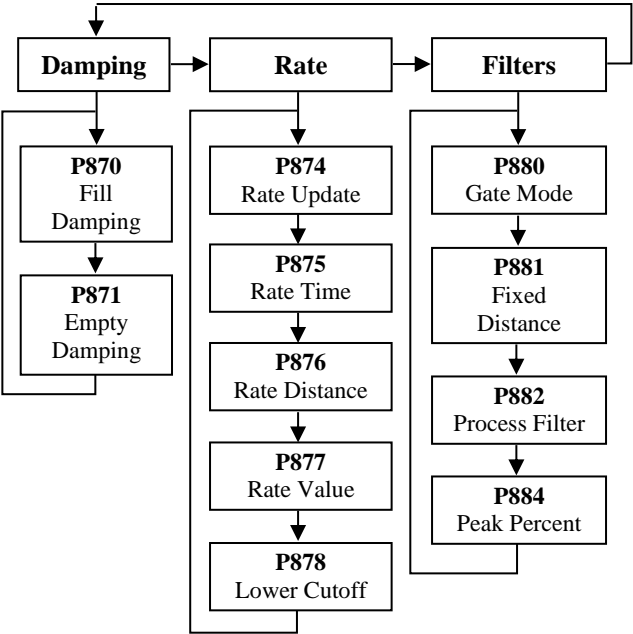 Damping
Rate
Filters
P870
Fill
Damping
P871
Empty
Damping
P874
Rate Update
P875
Rate Time
P876
Rate Distance
P877
Rate Value
P878
Lower Cutoff
P880
Gate Mode
P881
Fixed
Distance
P882
Process Filter
P884
Peak Percent